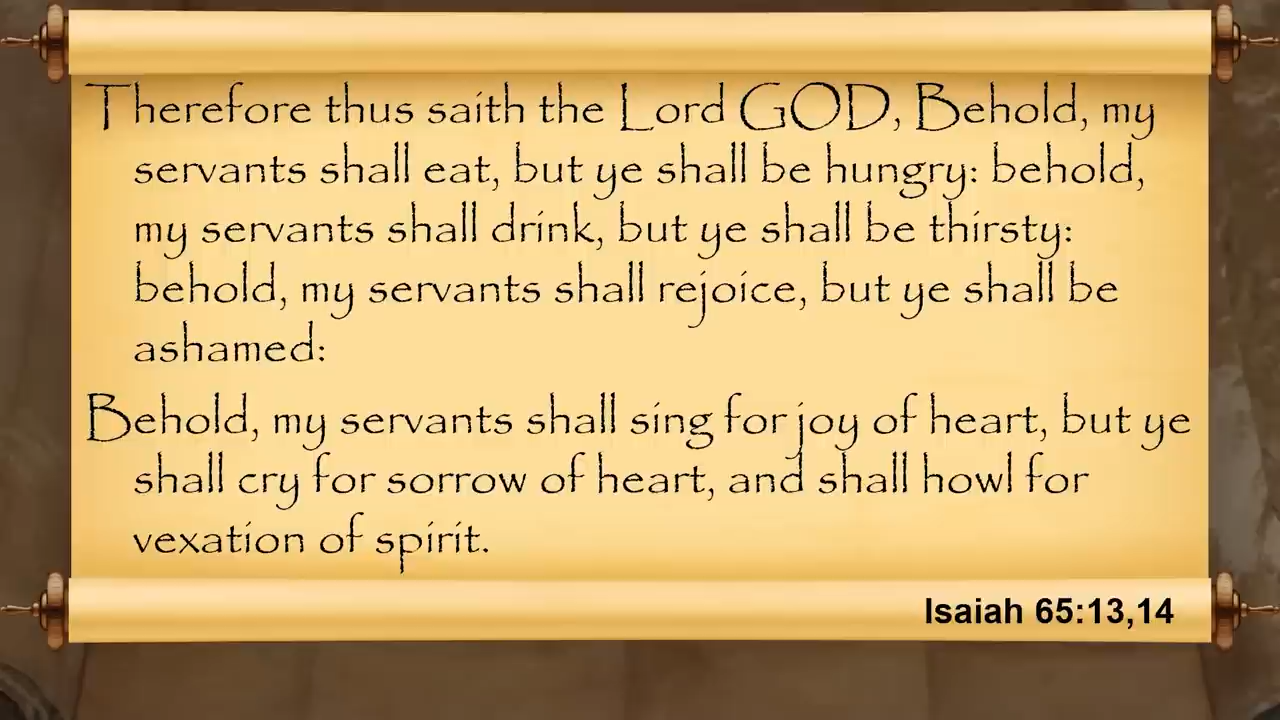 Therefore thus saith the Lord GOD, Behold, my
servants shall eat, but ye shall be hungry: behold,
my servants shall drink, but ye shall be thirsty:
behold, my servants shall rejoice, but ye shall be
ashamed:
Behold, my servants shall sing for joy of heart, but ye
shall cry for sorrow of heart, and shall howl for
vexation of spirit.
Isaiah 65:13,14